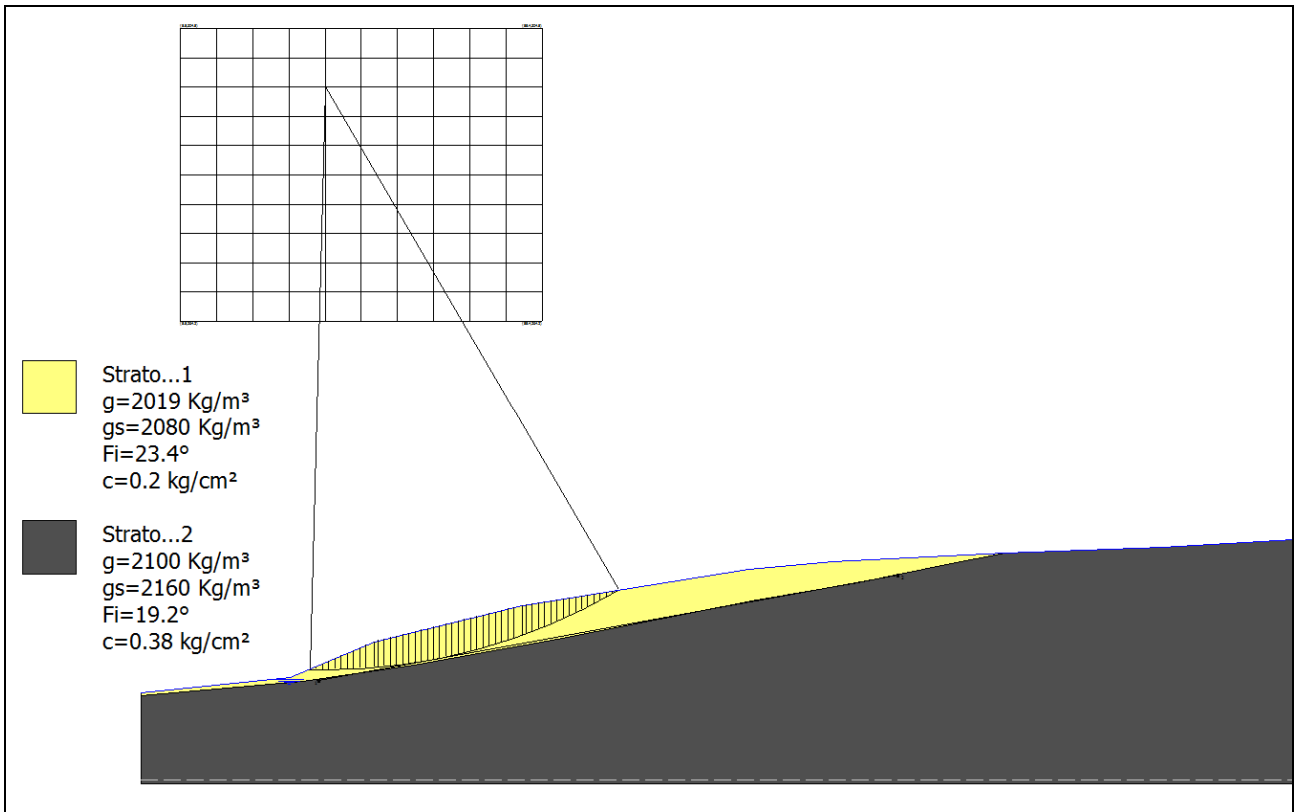 Strato...1
g=2019 Kg/m³
gs=2080 Kg/m³
Fi=23.4°
c=0.2 kg/cm²
Strato...2
g=2100 Kg/m³
gs=2160 Kg/m³
Fi=19.2°
c=0.38 kg/cm²